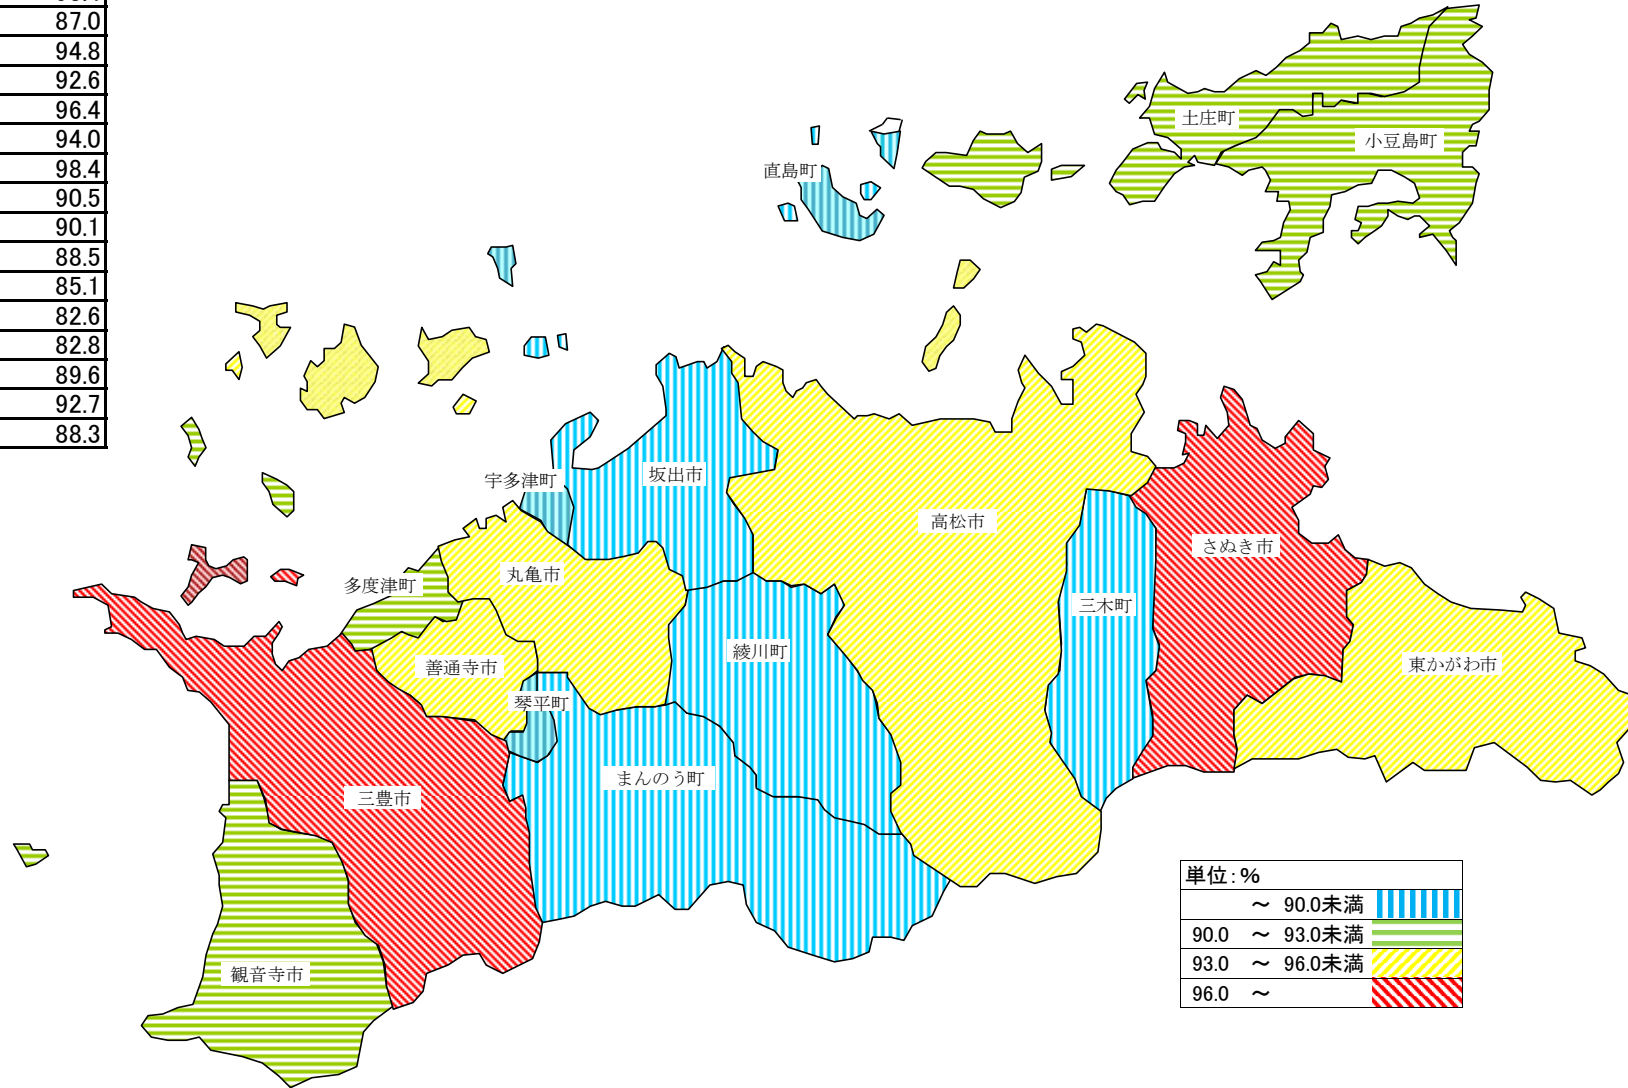 87.0
94.8
92.6
96.4
94.0
98.4
90.5
90.1
88.5
85.1
82.6
82.8
89.6
92.7
88.3
土庄町
小豆島町
直島町
宇多津町
坂出市
高松市
さぬき市
多度津町
丸亀市
三木町
善通寺市
綾川町
東かがわ市
琴平町
まんのう町
三豊市
観音寺市
単位：%
～ 90.0未満
90.0 ～ 93.0未満
93.0 ～ 96.0未満
96.0 ～